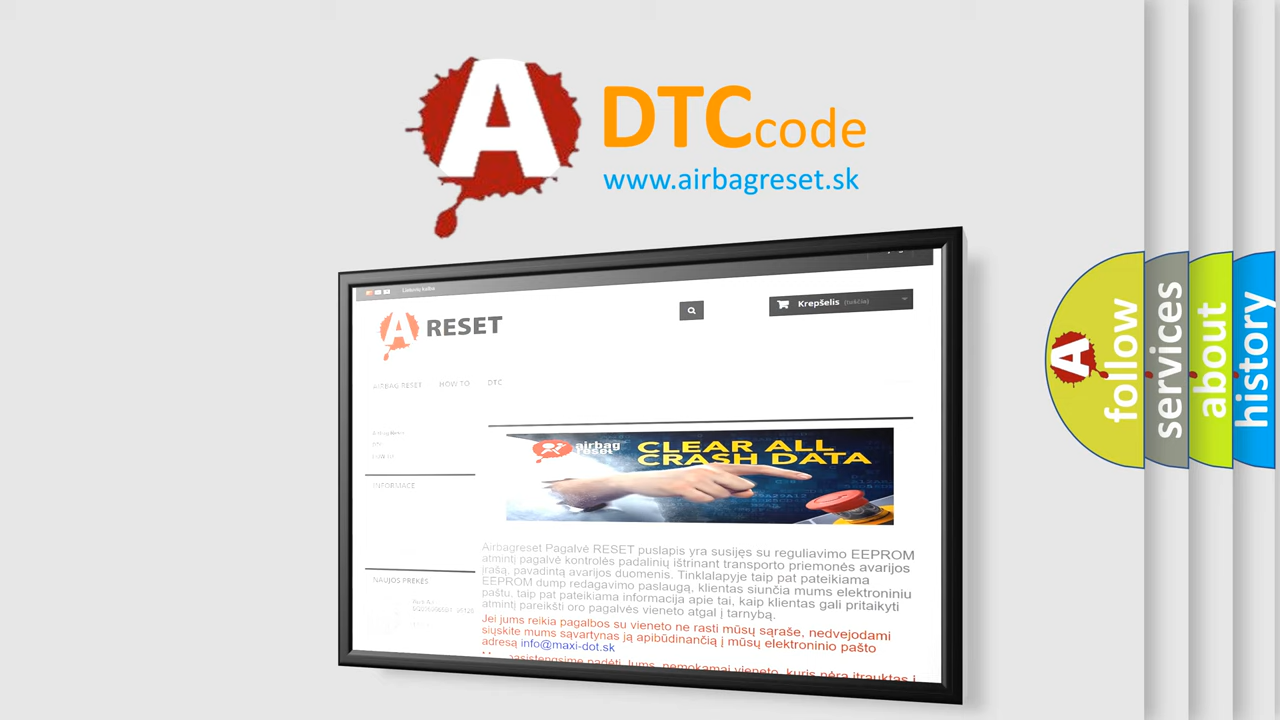 A DTCcode
www.airbagreset.sk
Lietuvių kalba
A RESET
Krepšelis (tuščia)
AIRBAG RESET HOW TO DTC
INFORMACE
airbag
reset
CLEAR ALL
CRASH DATA
Airbagreset Pagalvė RESET puslapis yra susijęs su reguliavimo EEPROM
atmintį pagalvė kontrolės padalinių ištrinant transporto priemonės avarijos
įrašą, pavadintą avarijos duomenis. Tinklalapyje taip pat pateikiama
EEPROM dump redagavimo paslaugą, klientas siunčia mums elektroniniu
paštu, taip pat pateikiama informacija apie tai, kaip klientas gali pritaikyti
atmintį pareikšti oro pagalvės vieneto atgal į tarnybą.
Jei jums reikia pagalbos su vieneto ne rasti mūsų sąraše, nedvejodami
siųskite mums sąvartynas ją apibūdinančią į mūsų elektroninio pašto
adresą info@maxi-dot.sk
NAUJOS PREKĖS
A follow
services
about
history